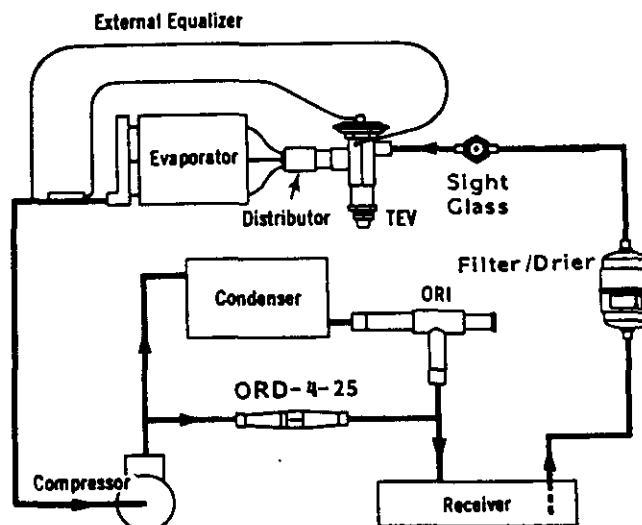 External Equalizer
Evaporator
Distributor
TEV
Sight
Glass
Filter/Drier
Condenser
ORI
ORD-4-25
Compressor
Receiver